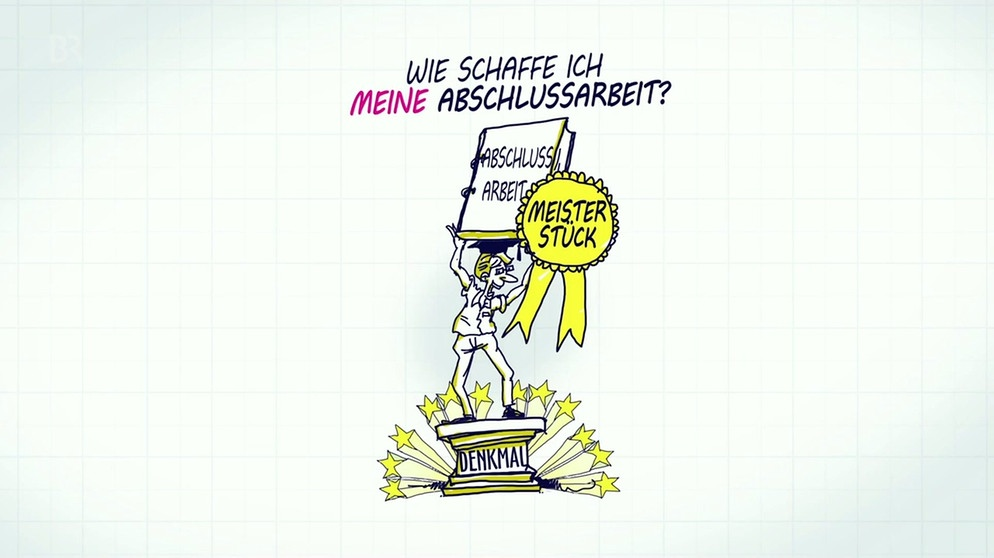 BR
WIE SCHAFFE ICH
MEINE ABSCHLUSSARBEIT?
ABSCHLUSS
ARBEIT
MEISTER
STÜCK
DENKMAL